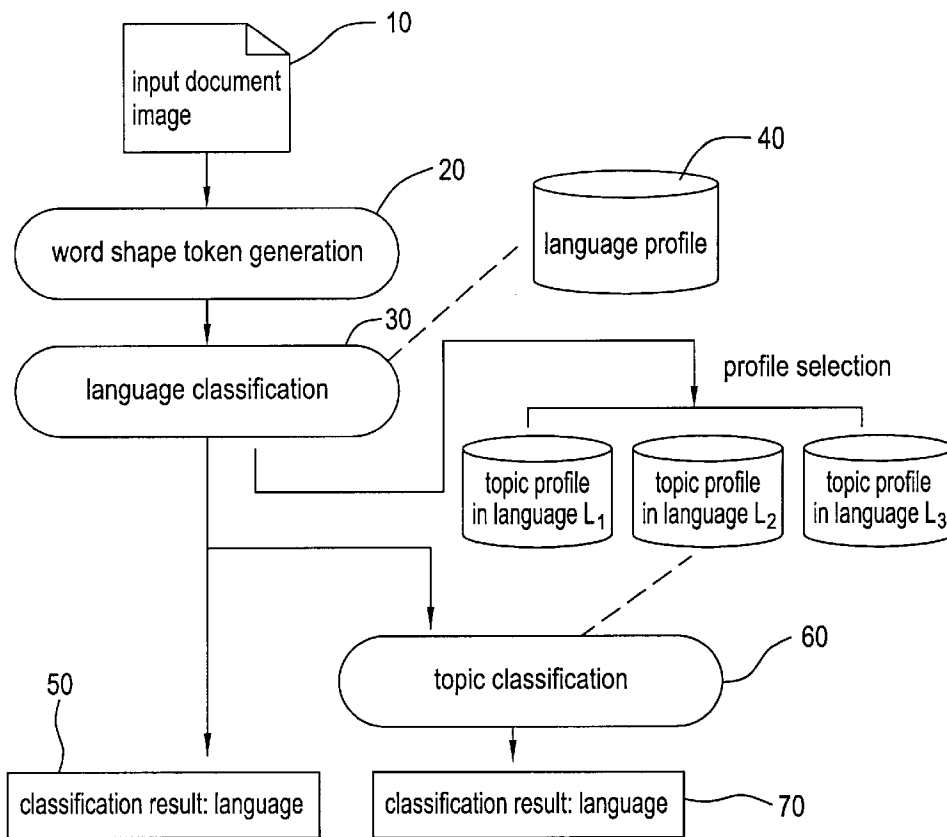 10
input document
image
20
word shape token generation
40
language profile
30
language classification
profile selection
topic profile
in language L1
topic profile
in language L2
topic profile
in language L3
60
topic classification
50
classification result: language
classification result: language
70